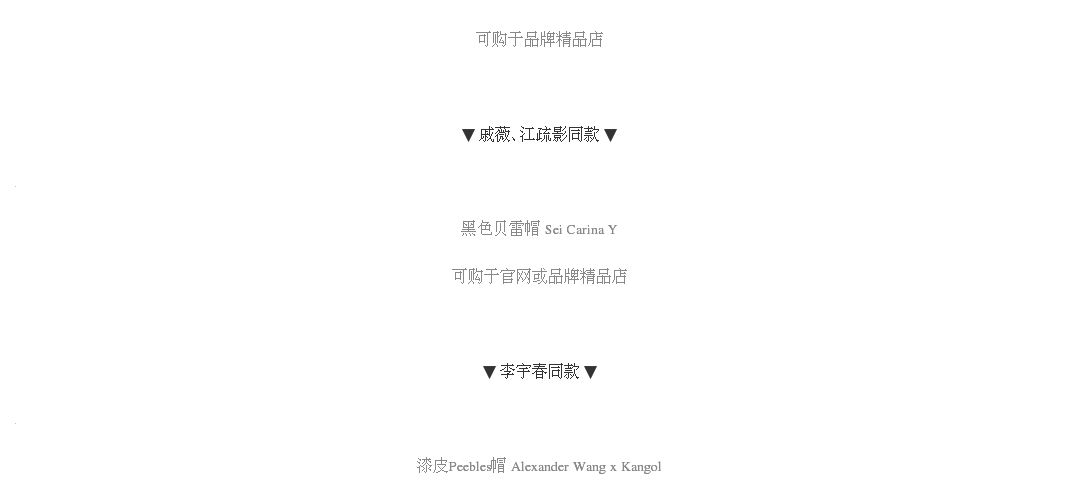 可购于品牌精品店
▼ 戚薇、江疏影同款 ▼
黑色贝雷帽 Sei Carina Y
可购于官网或品牌精品店
▼ 李宇春同款 ▼
漆皮Peebles帽 Alexander Wang x Kangol